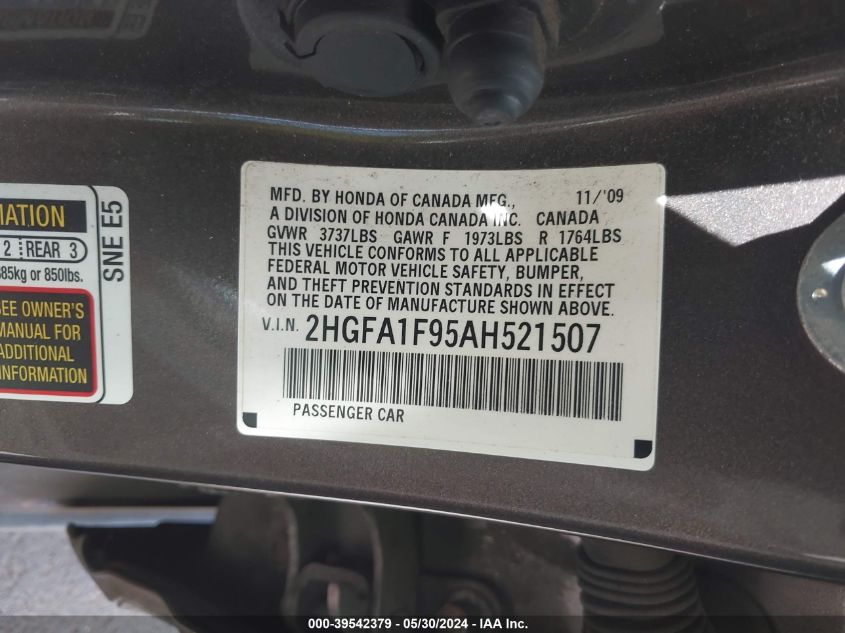 MFD. BY HONDA OF CANADA MFG., 11/'09
A DIVISION OF HONDA CANADA INC. CANADA
GVWR 3737LBS GAWR F 1973LBS R 1764LBS
THIS VEHICLE CONFORMS TO ALL APPLICABLE
FEDERAL MOTOR VEHICLE SAFETY, BUMPER,
AND THEFT PREVENTION STANDARDS IN EFFECT
ON THE DATE OF MANUFACTURE SHOWN ABOVE.
V.I.N. 2HGFA1F95AH521507
PASSENGER CAR
MATION
2 REAR 3
385kg or 850lbs.
SEE OWNER'S
MANUAL FOR
ADDITIONAL
INFORMATION
SNE E5
000-39542379 - 05/30/2024 - IAA Inc.